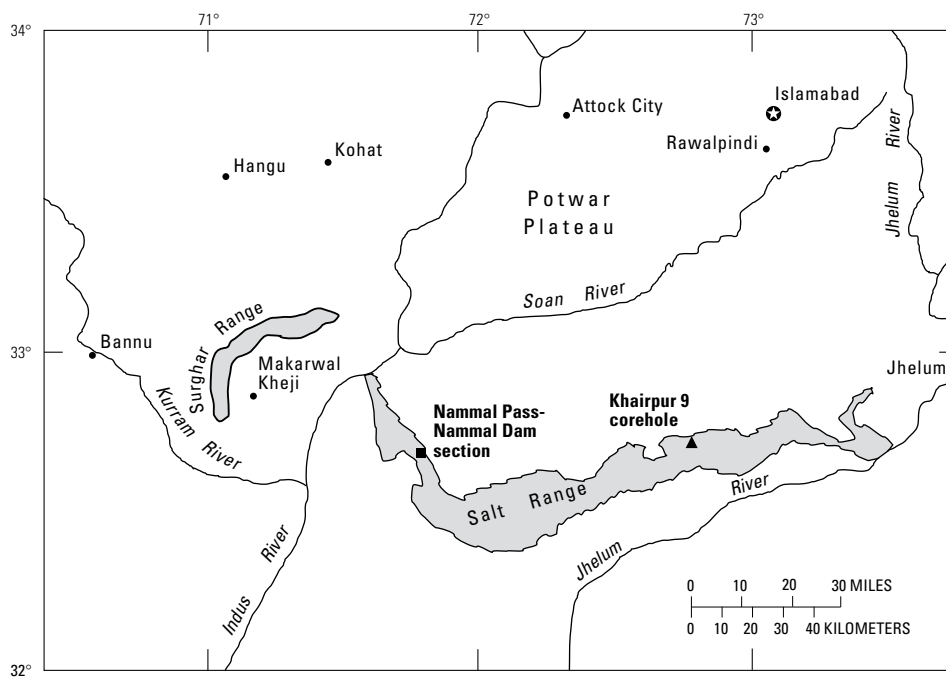 71°
72°
73°
34°
Islamabad
Attock City
Rawalpindi
Jhelum River
Kohat
Hangu
Potwar
Plateau
Soan River
Surghar Range
33°
Bannu
Makarwal
Kheji
Jhelum
Kurram River
Nammal Pass-
Nammal Dam
section
Khairpur 9
corehole
Salt Range
Jhelum River
Indus River
0 10 20 30 MILES
0 10 20 30 40 KILOMETERS
32°